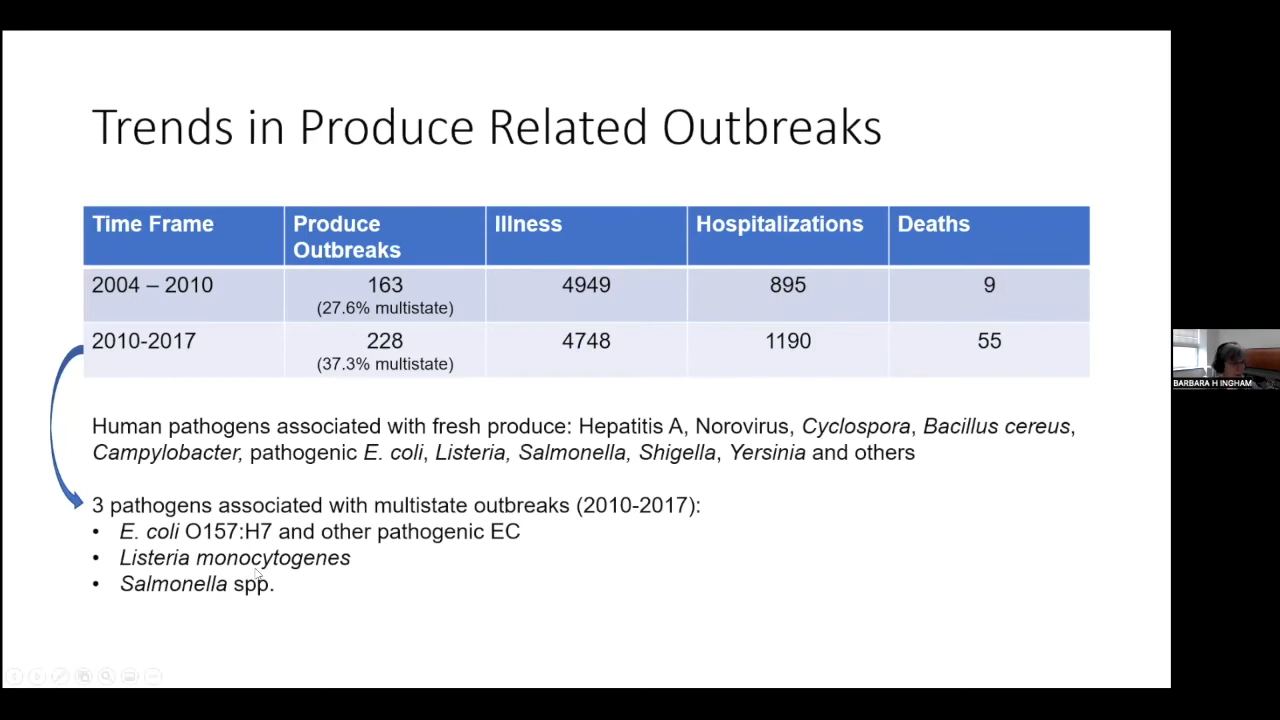 Trends in Produce Related Outbreaks
Time Frame
Produce
Outbreaks
Illness
Hospitalizations
Deaths
2004 – 2010
163
(27.6% multistate)
4949
895
9
2010-2017
228
(37.3% multistate)
4748
1190
55
Human pathogens associated with fresh produce: Hepatitis A, Norovirus, Cyclospora, Bacillus cereus,
Campylobacter, pathogenic E. coli, Listeria, Salmonella, Shigella, Yersinia and others
3 pathogens associated with multistate outbreaks (2010-2017):
• E. coli O157:H7 and other pathogenic EC
• Listeria monocytogenes
• Salmonella spp.
BARBARA H INGHAM